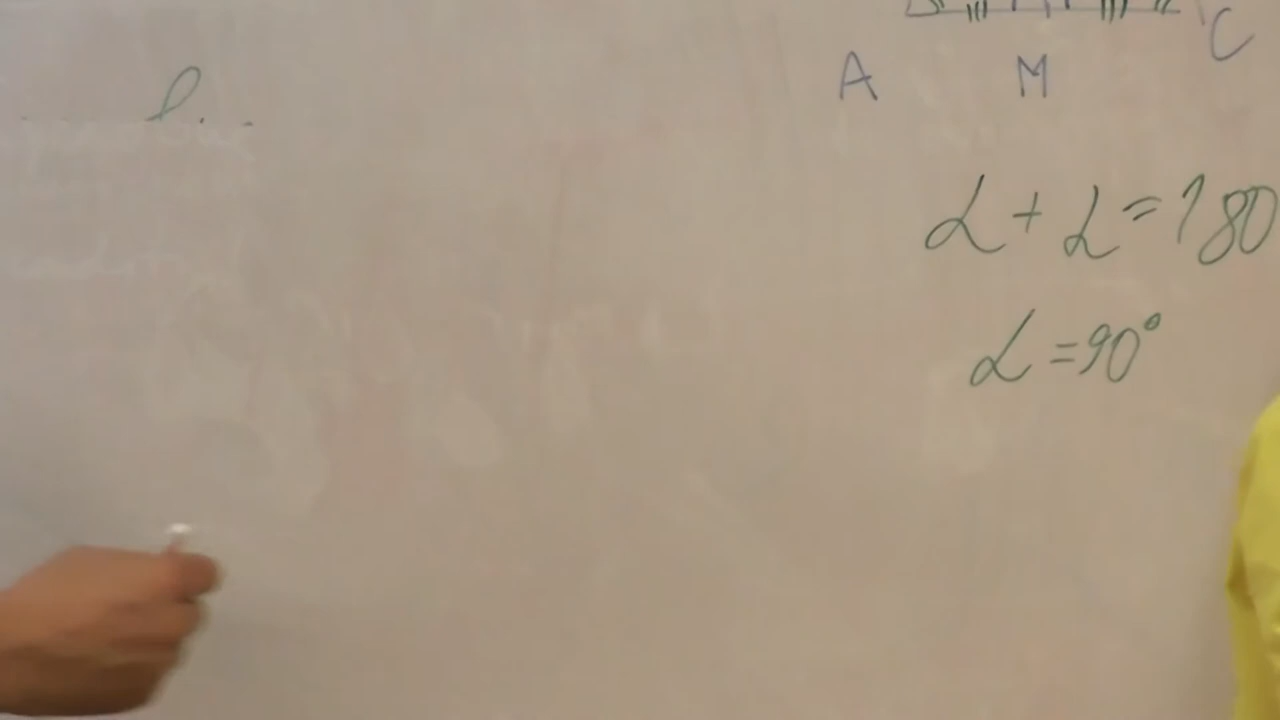 C
A M
α + α = 180
α = 90°